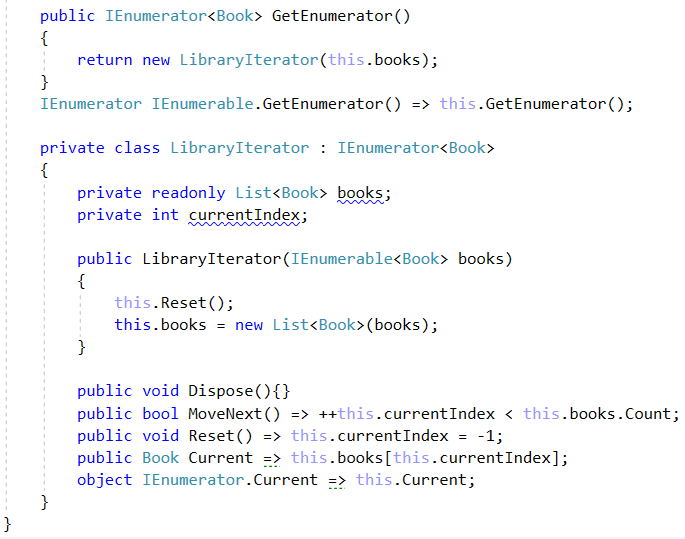 public IEnumerator<Book> GetEnumerator()
{
return new LibraryIterator(this.books);
}
IEnumerator IEnumerable.GetEnumerator() => this.GetEnumerator();
private class LibraryIterator : IEnumerator<Book>
{
private readonly List<Book> books;
private int currentIndex;
public LibraryIterator(IEnumerable<Book> books)
{
this.Reset();
this.books = new List<Book>(books);
}
public void Dispose(){}
public bool MoveNext() => ++this.currentIndex < this.books.Count;
public void Reset() => this.currentIndex = -1;
public Book Current => this.books[this.currentIndex];
object IEnumerator.Current => this.Current;
}
}